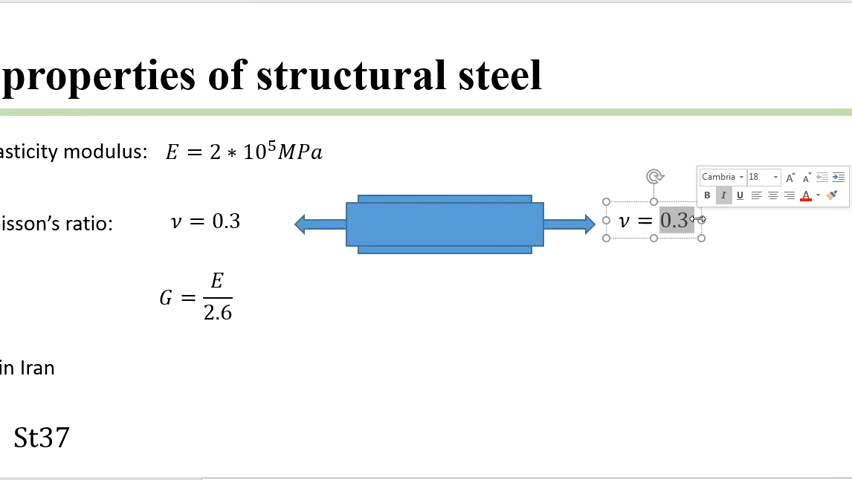 properties of structural steel
asticity modulus: E = 2 * 10⁵MPa
Cambria 18
B I U A
isson's ratio: ν = 0.3
ν = 0.3
G = E/2.6
in Iran
St37